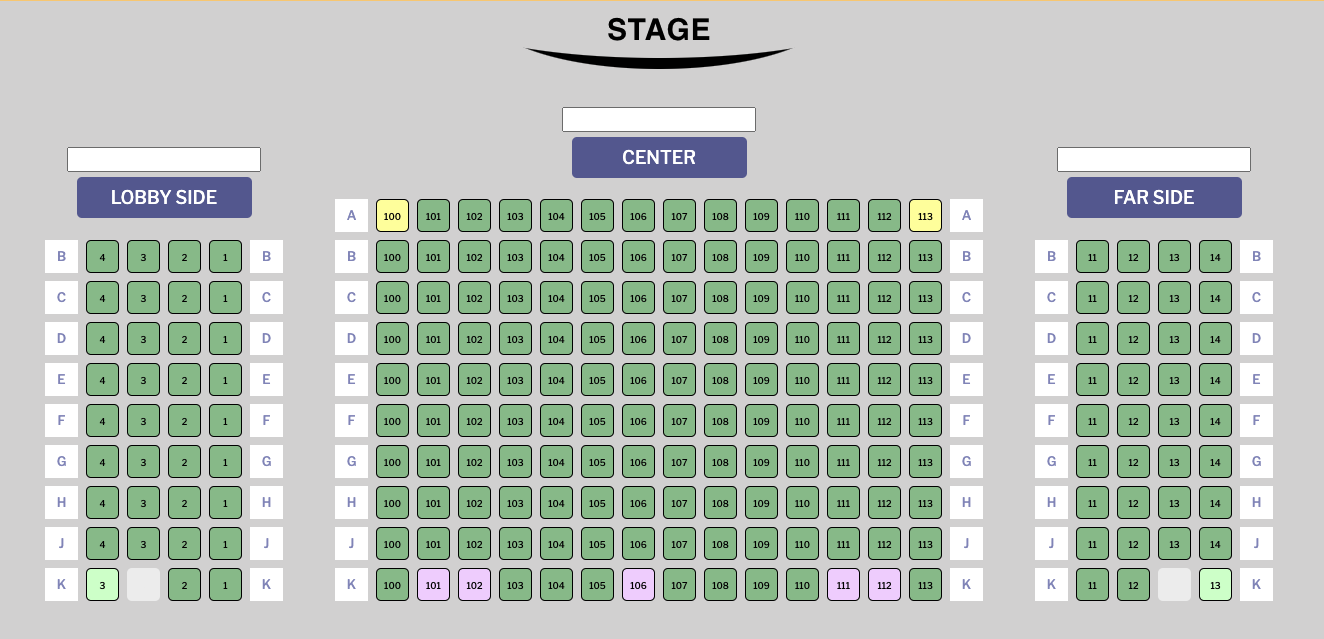 STAGE
CENTER
LOBBY SIDE
FAR SIDE
A 100 101 102 103 104 105 106 107 108 109 110 111 112 113 A
B 4 3 2 1 B B 100 101 102 103 104 105 106 107 108 109 110 111 112 113 B B 11 12 13 14 B
C 4 3 2 1 C C 100 101 102 103 104 105 106 107 108 109 110 111 112 113 C C 11 12 13 14 C
D 4 3 2 1 D D 100 101 102 103 104 105 106 107 108 109 110 111 112 113 D D 11 12 13 14 D
E 4 3 2 1 E E 100 101 102 103 104 105 106 107 108 109 110 111 112 113 E E 11 12 13 14 E
F 4 3 2 1 F F 100 101 102 103 104 105 106 107 108 109 110 111 112 113 F F 11 12 13 14 F
G 4 3 2 1 G G 100 101 102 103 104 105 106 107 108 109 110 111 112 113 G G 11 12 13 14 G
H 4 3 2 1 H H 100 101 102 103 104 105 106 107 108 109 110 111 112 113 H H 11 12 13 14 H
J 4 3 2 1 J J 100 101 102 103 104 105 106 107 108 109 110 111 112 113 J J 11 12 13 14 J
K 3 2 1 K K 100 101 102 103 104 105 106 107 108 109 110 111 112 113 K K 11 12 13 K